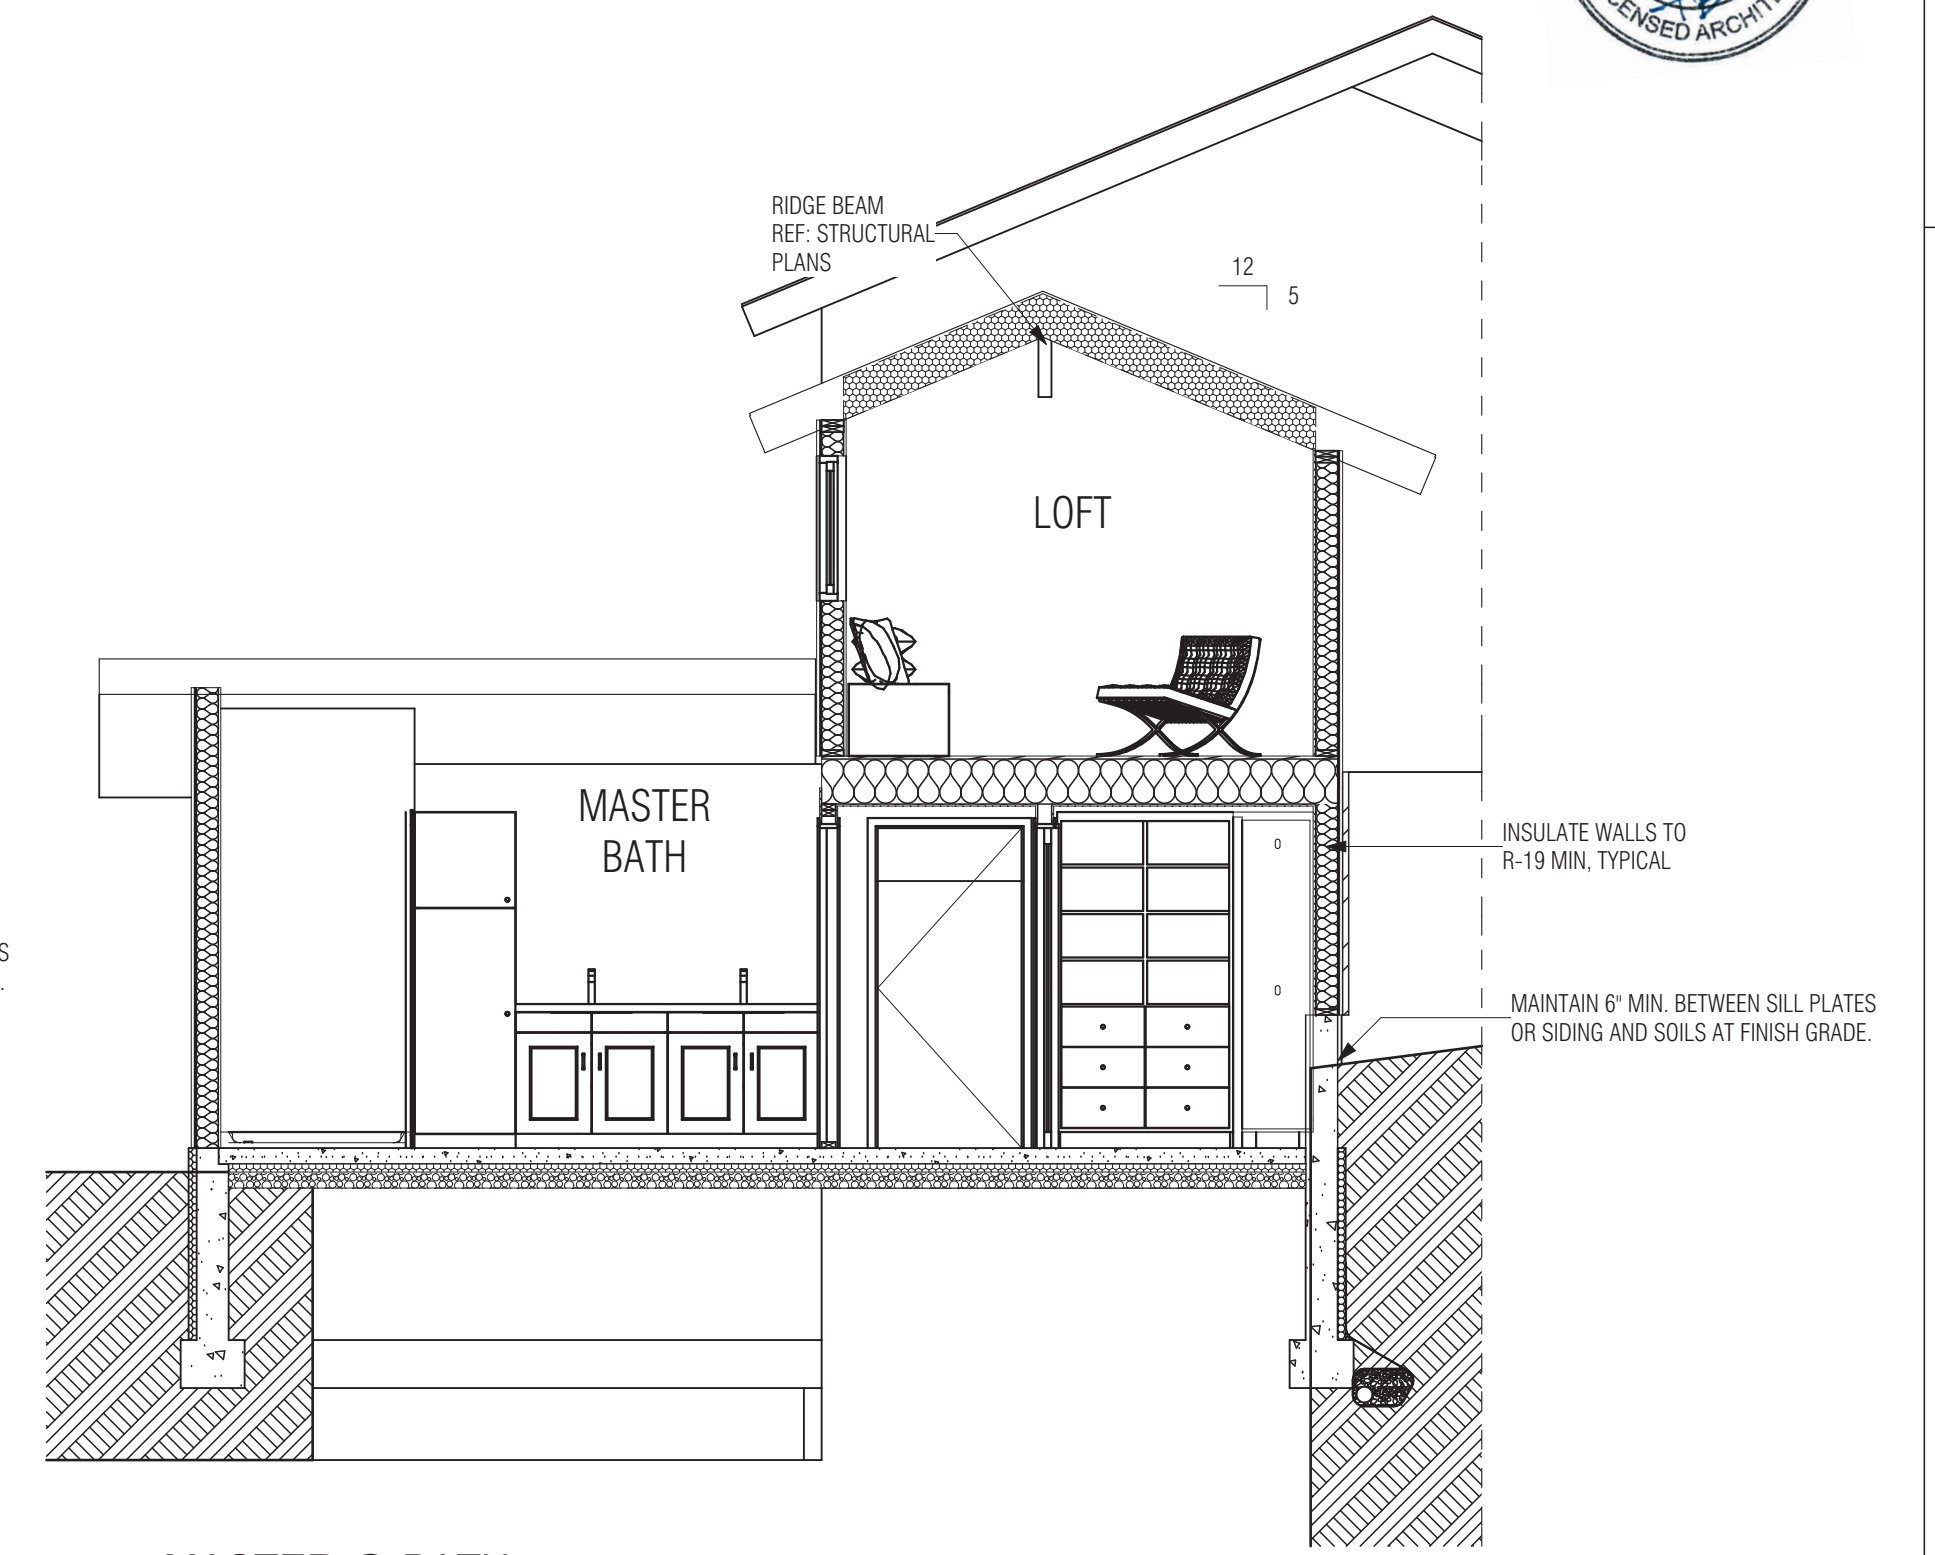 LICENSED ARCHIT
RIDGE BEAM
REF: STRUCTURAL
PLANS
12
5
LOFT
MASTER
BATH
INSULATE WALLS TO
R-19 MIN, TYPICAL
S
.
MAINTAIN 6" MIN. BETWEEN SILL PLATES
OR SIDING AND SOILS AT FINISH GRADE.